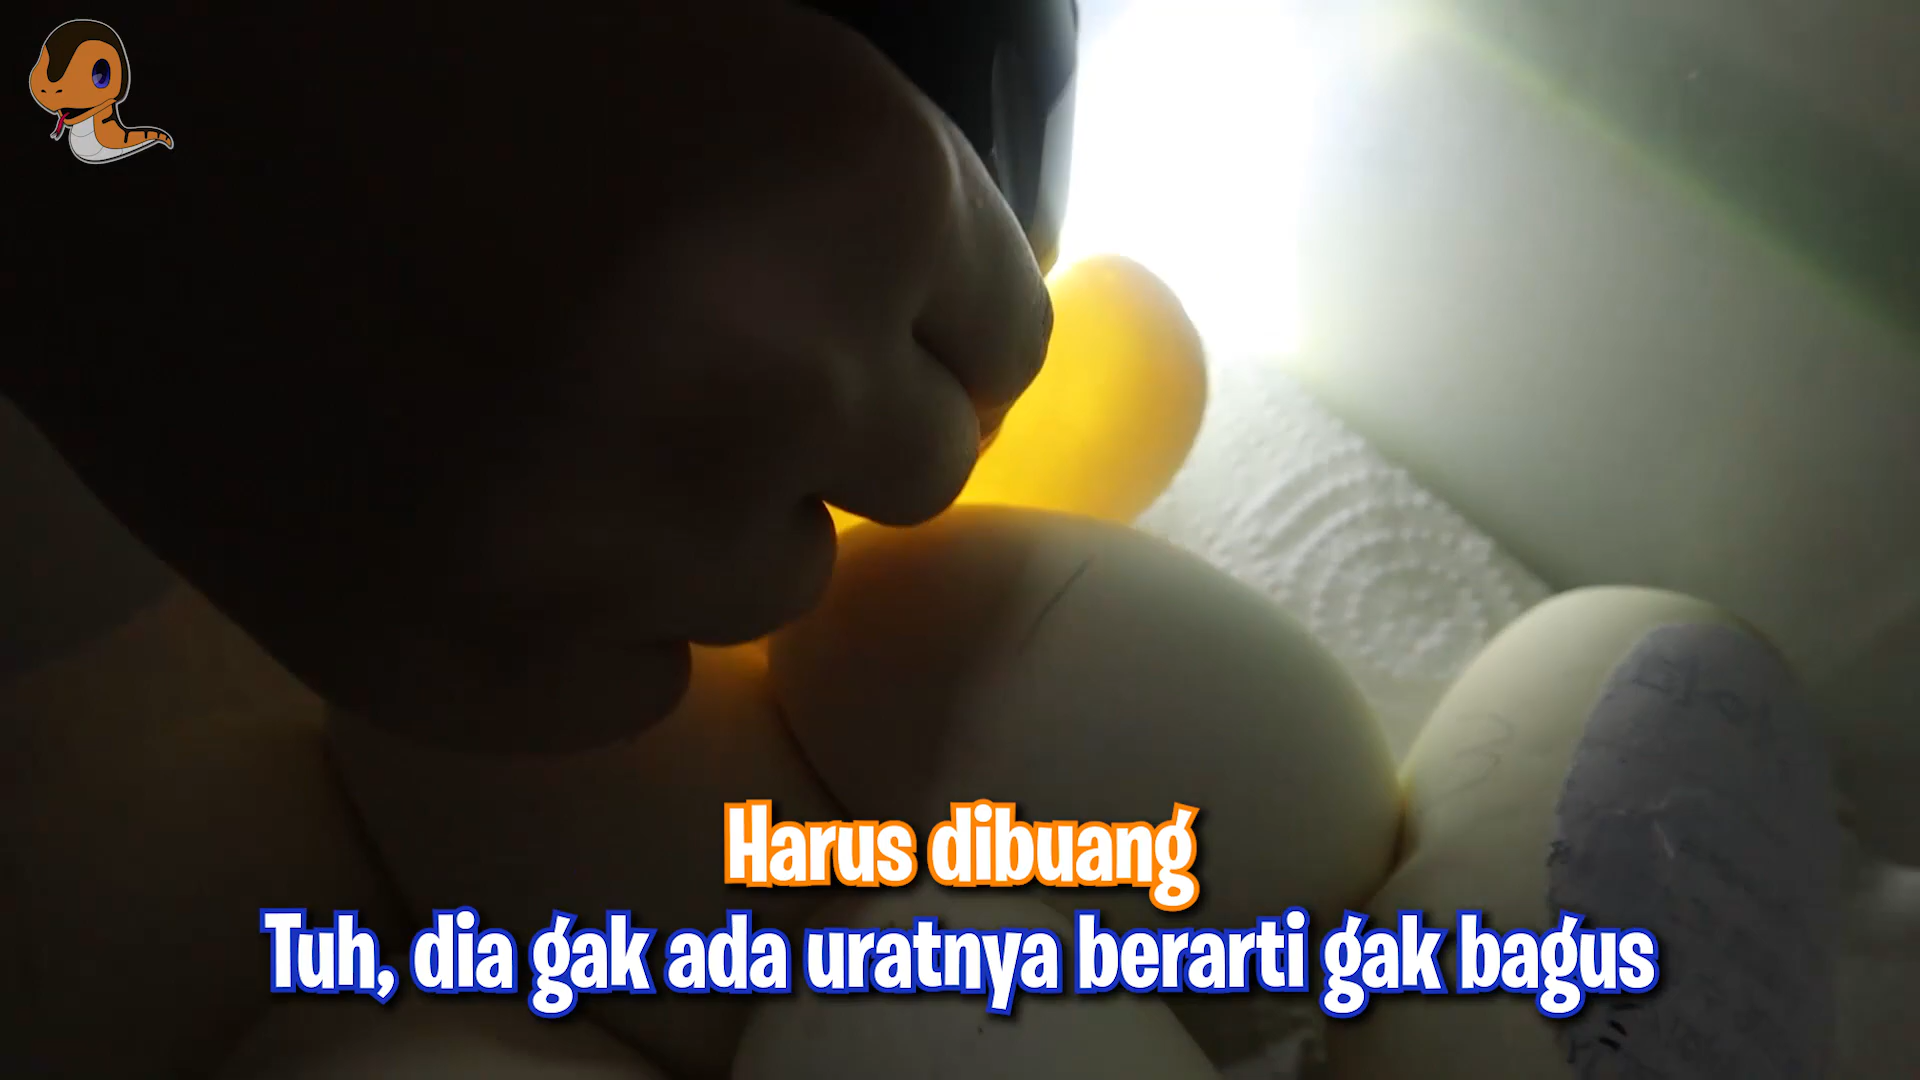 Harus dibuang
Tuh, dia gak ada uratnya berarti gak bagus